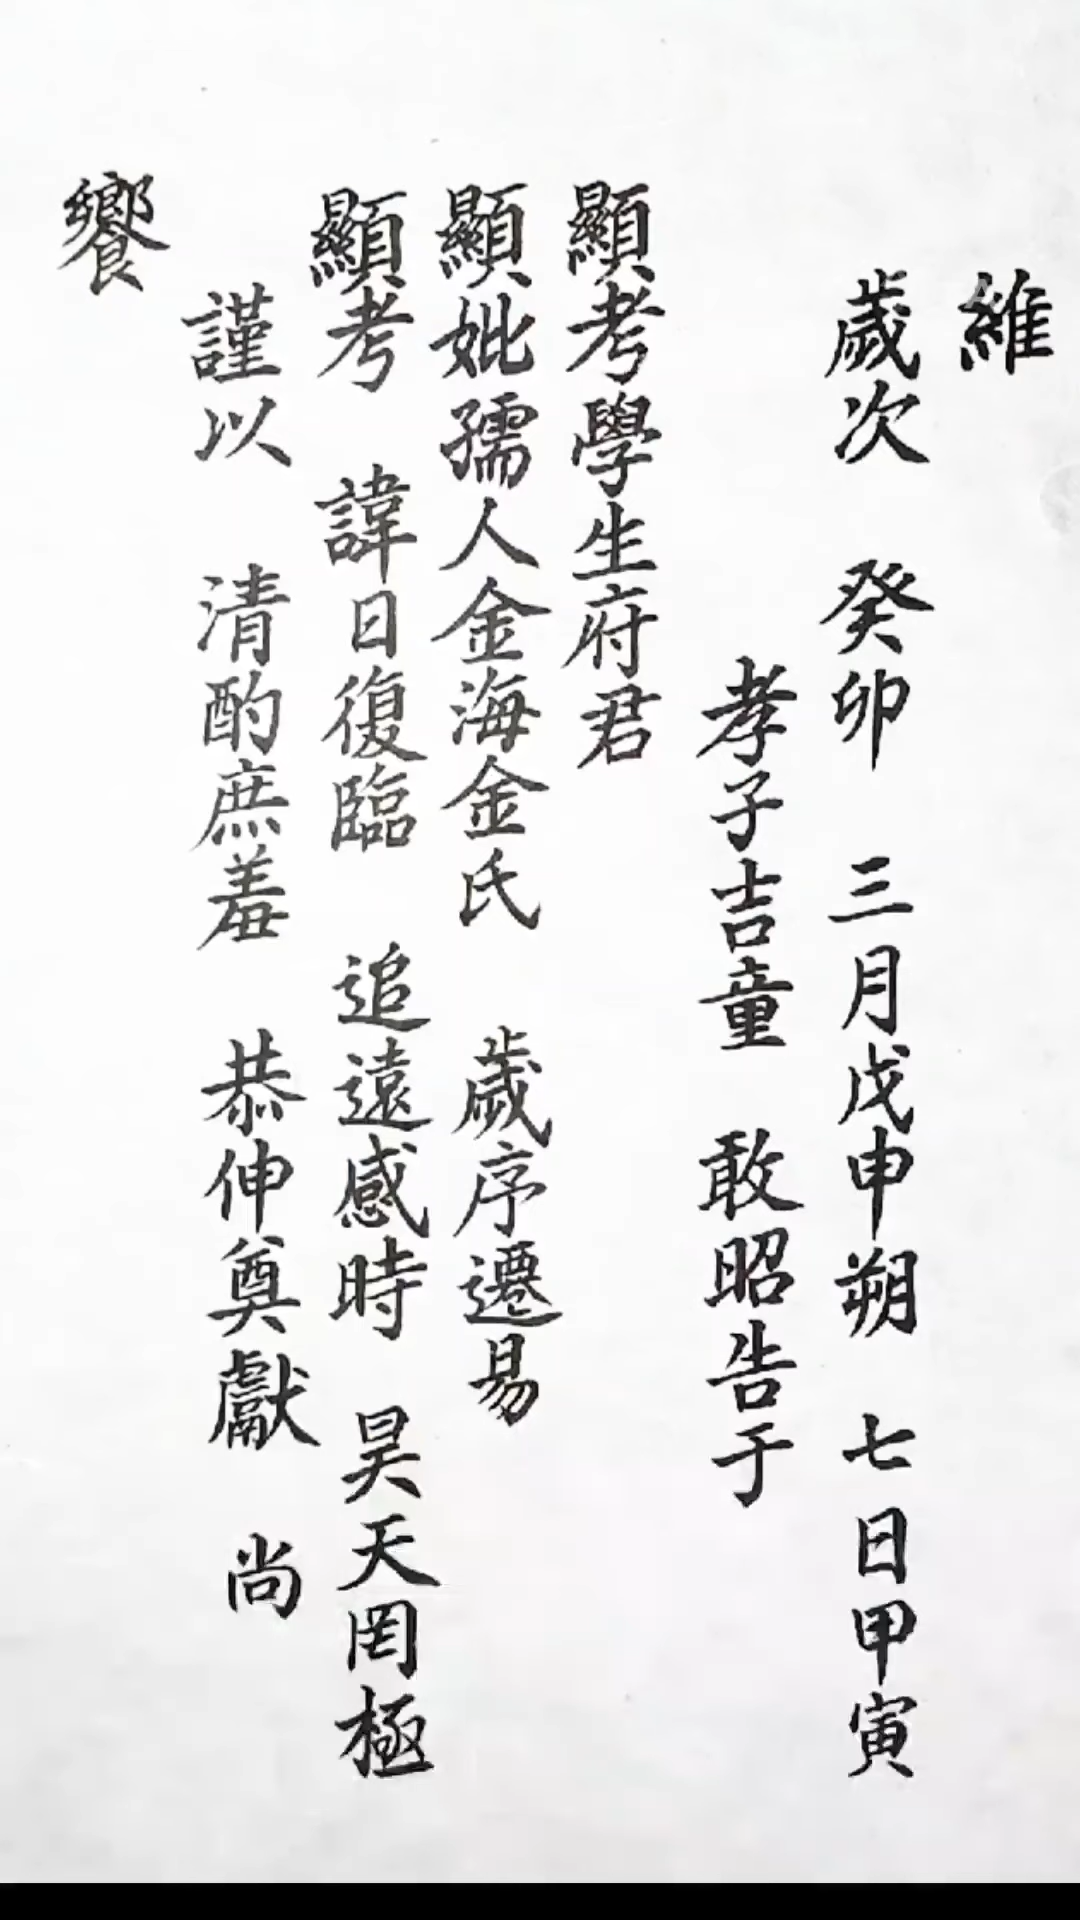 維
歲次 癸卯 三月戊申朔 七日甲寅
孝子吉童 敢昭告于
顯考學生府君
顯妣孺人金海金氏 歲序遷易
顯考 諱日復臨 追遠感時 昊天罔極
謹以 清酌庶羞 恭伸奠獻 尚
饗